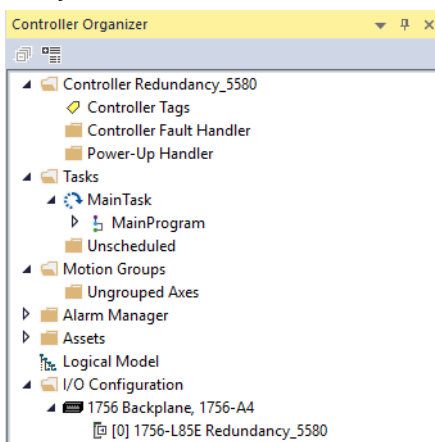 Controller Organizer
Controller Redundancy_5580
Controller Tags
Controller Fault Handler
Power-Up Handler
Tasks
MainTask
MainProgram
Unscheduled
Motion Groups
Ungrouped Axes
Alarm Manager
Assets
Logical Model
I/O Configuration
1756 Backplane, 1756-A4
[0] 1756-L85E Redundancy_5580